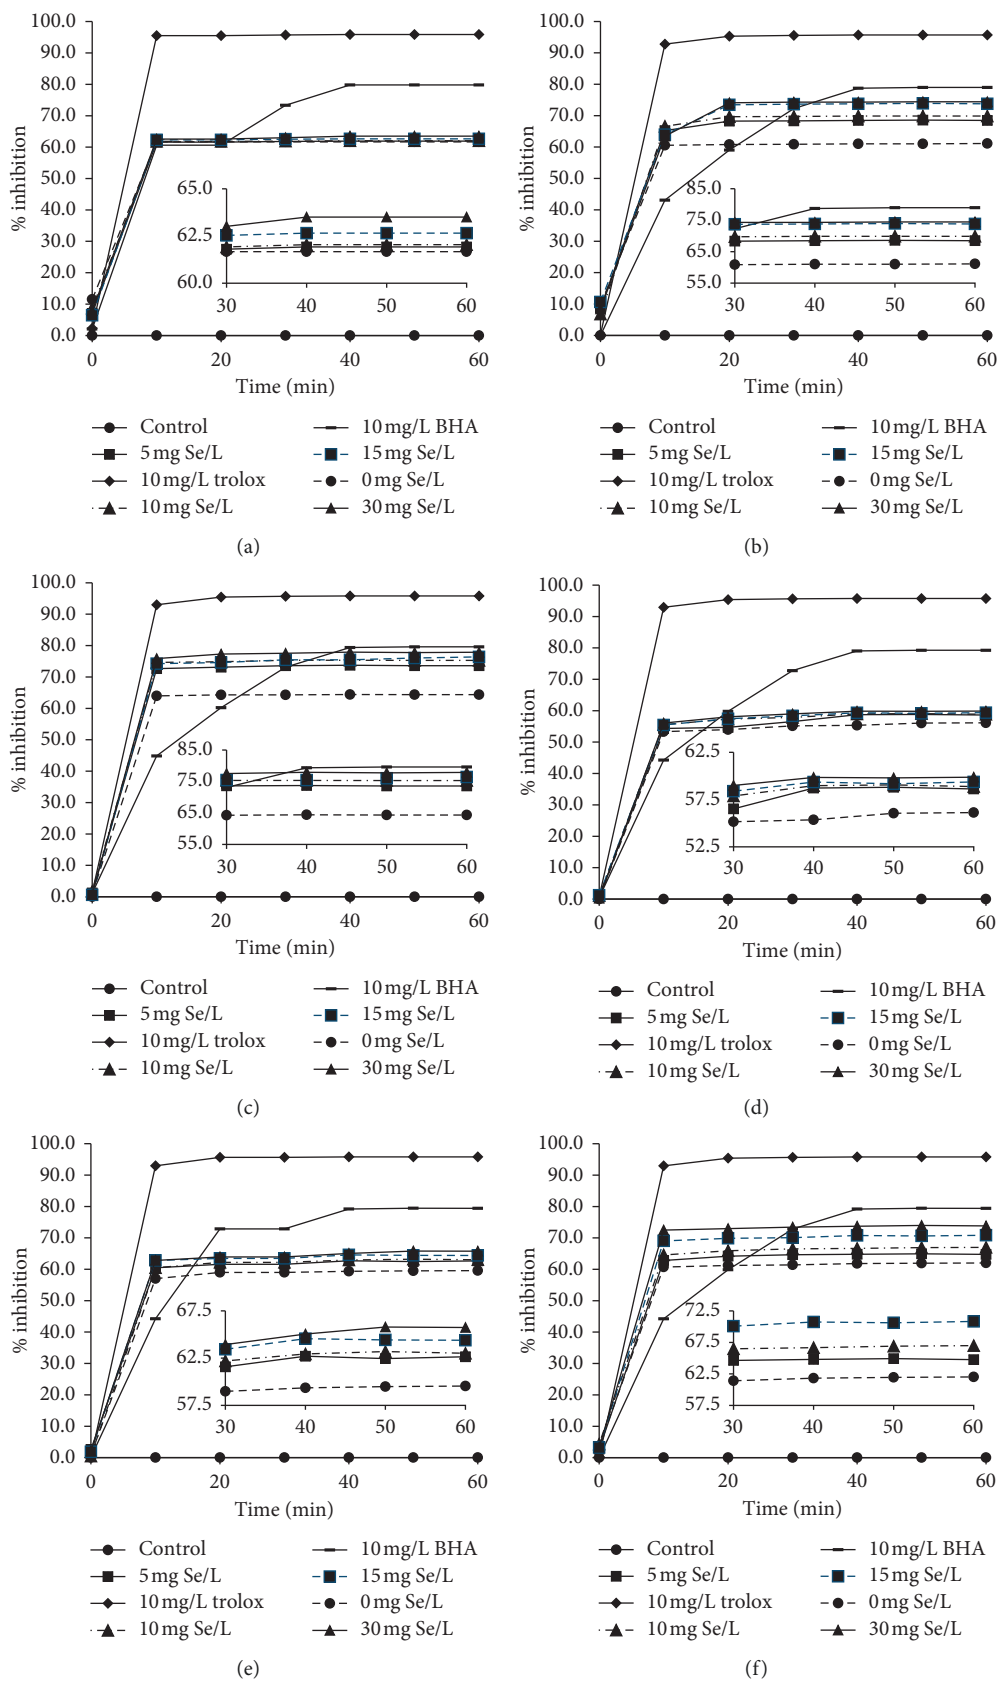 100.0
90.0
80.0
70.0
60.0
50.0
40.0
30.0
20.0
10.0
0.0
% inhibition
65.0
62.5
60.0
30 40 50 60
0 20 40 60
Time (min)
Control
5 mg Se/L
10 mg/L trolox
10 mg Se/L
10 mg/L BHA
15 mg Se/L
0 mg Se/L
30 mg Se/L
(a)
100.0
90.0
80.0
70.0
60.0
50.0
40.0
30.0
20.0
10.0
0.0
% inhibition
85.0
75.0
65.0
55.0
30 40 50 60
0 20 40 60
Time (min)
Control
5 mg Se/L
10 mg/L trolox
10 mg Se/L
10 mg/L BHA
15 mg Se/L
0 mg Se/L
30 mg Se/L
(b)
100.0
90.0
80.0
70.0
60.0
50.0
40.0
30.0
20.0
10.0
0.0
% inhibition
85.0
75.0
65.0
55.0
30 40 50 60
0 20 40 60
Time (min)
Control
5 mg Se/L
10 mg/L trolox
10 mg Se/L
10 mg/L BHA
15 mg Se/L
0 mg Se/L
30 mg Se/L
(c)
100.0
90.0
80.0
70.0
60.0
50.0
40.0
30.0
20.0
10.0
0.0
% inhibition
62.5
57.5
52.5
30 40 50 60
0 20 40 60
Time (min)
Control
5 mg Se/L
10 mg/L trolox
10 mg Se/L
10 mg/L BHA
15 mg Se/L
0 mg Se/L
30 mg Se/L
(d)
100.0
90.0
80.0
70.0
60.0
50.0
40.0
30.0
20.0
10.0
0.0
% inhibition
67.5
62.5
57.5
30 40 50 60
0 20 40 60
Time (min)
Control
5 mg Se/L
10 mg/L trolox
10 mg Se/L
10 mg/L BHA
15 mg Se/L
0 mg Se/L
30 mg Se/L
(e)
100.0
90.0
80.0
70.0
60.0
50.0
40.0
30.0
20.0
10.0
0.0
% inhibition
72.5
67.5
62.5
57.5
30 40 50 60
0 20 40 60
Time (min)
Control
5 mg Se/L
10 mg/L trolox
10 mg Se/L
10 mg/L BHA
15 mg Se/L
0 mg Se/L
30 mg Se/L
(f)